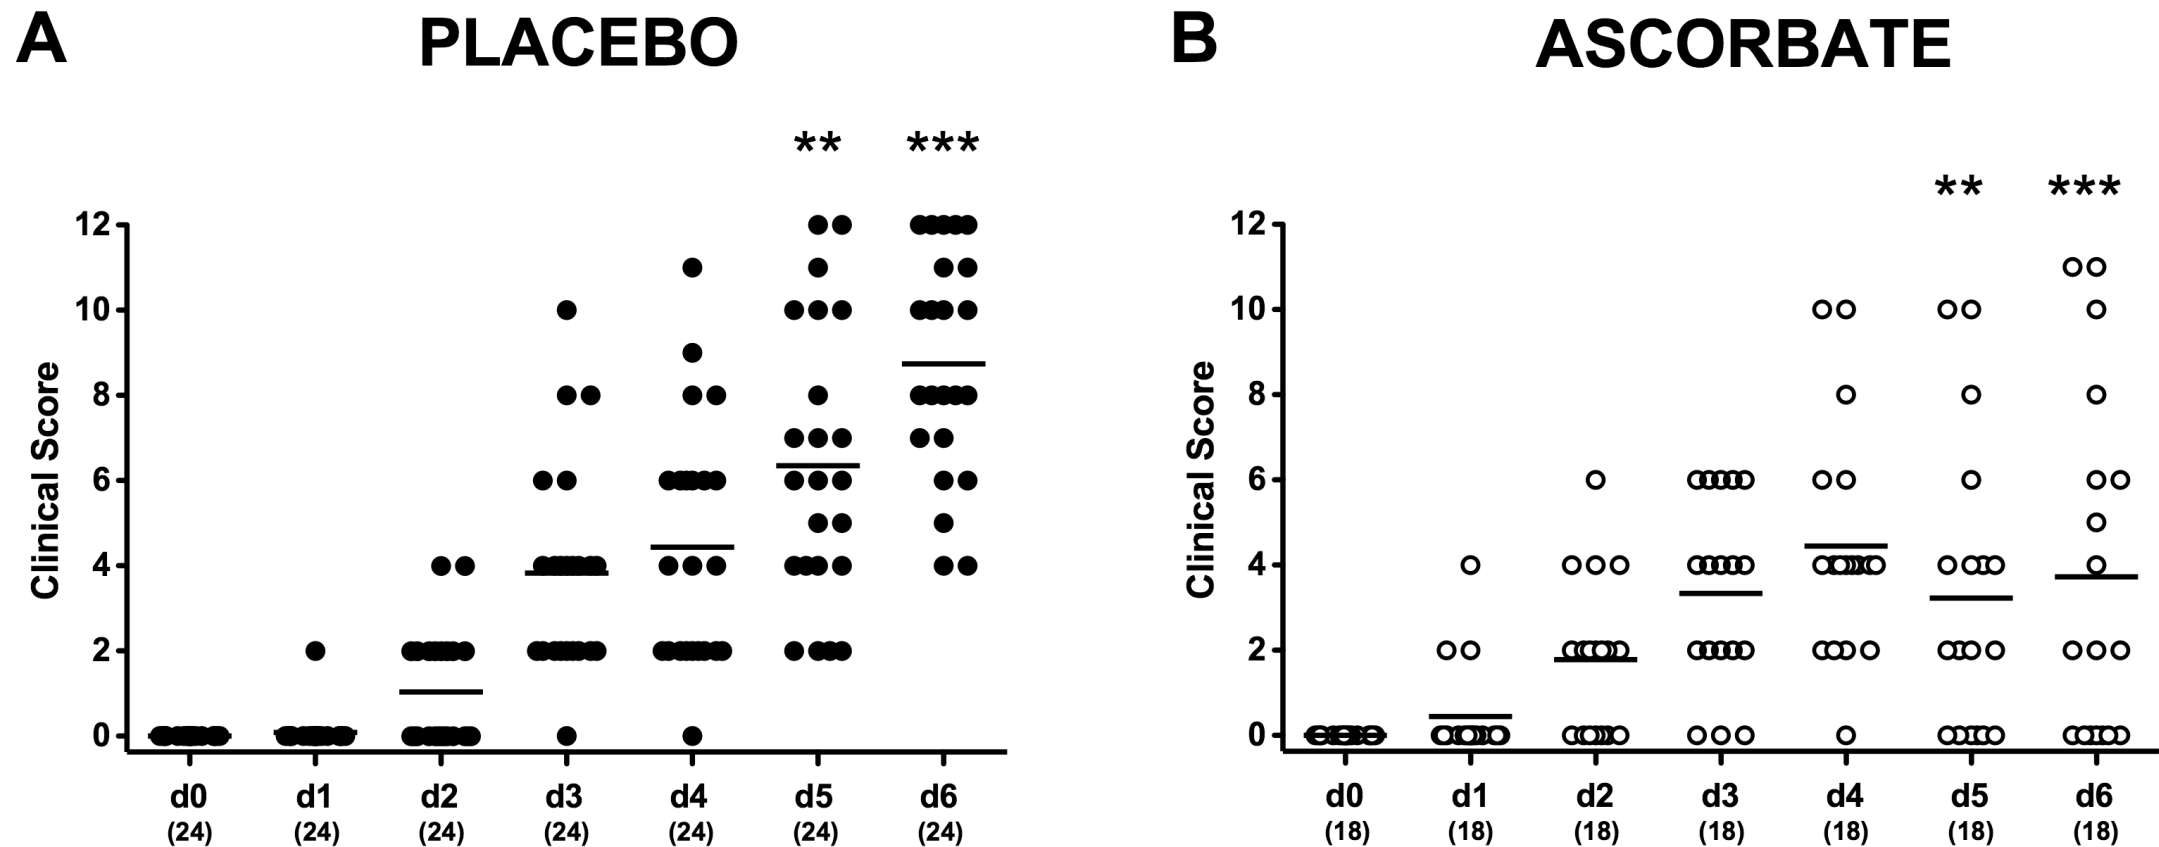 A PLACEBO
** ***
12
10
8
6
4
2
0
Clinical Score
d0 d1 d2 d3 d4 d5 d6
(24) (24) (24) (24) (24) (24) (24)
B ASCORBATE
** ***
12
10
8
6
4
2
0
Clinical Score
d0 d1 d2 d3 d4 d5 d6
(18) (18) (18) (18) (18) (18) (18)